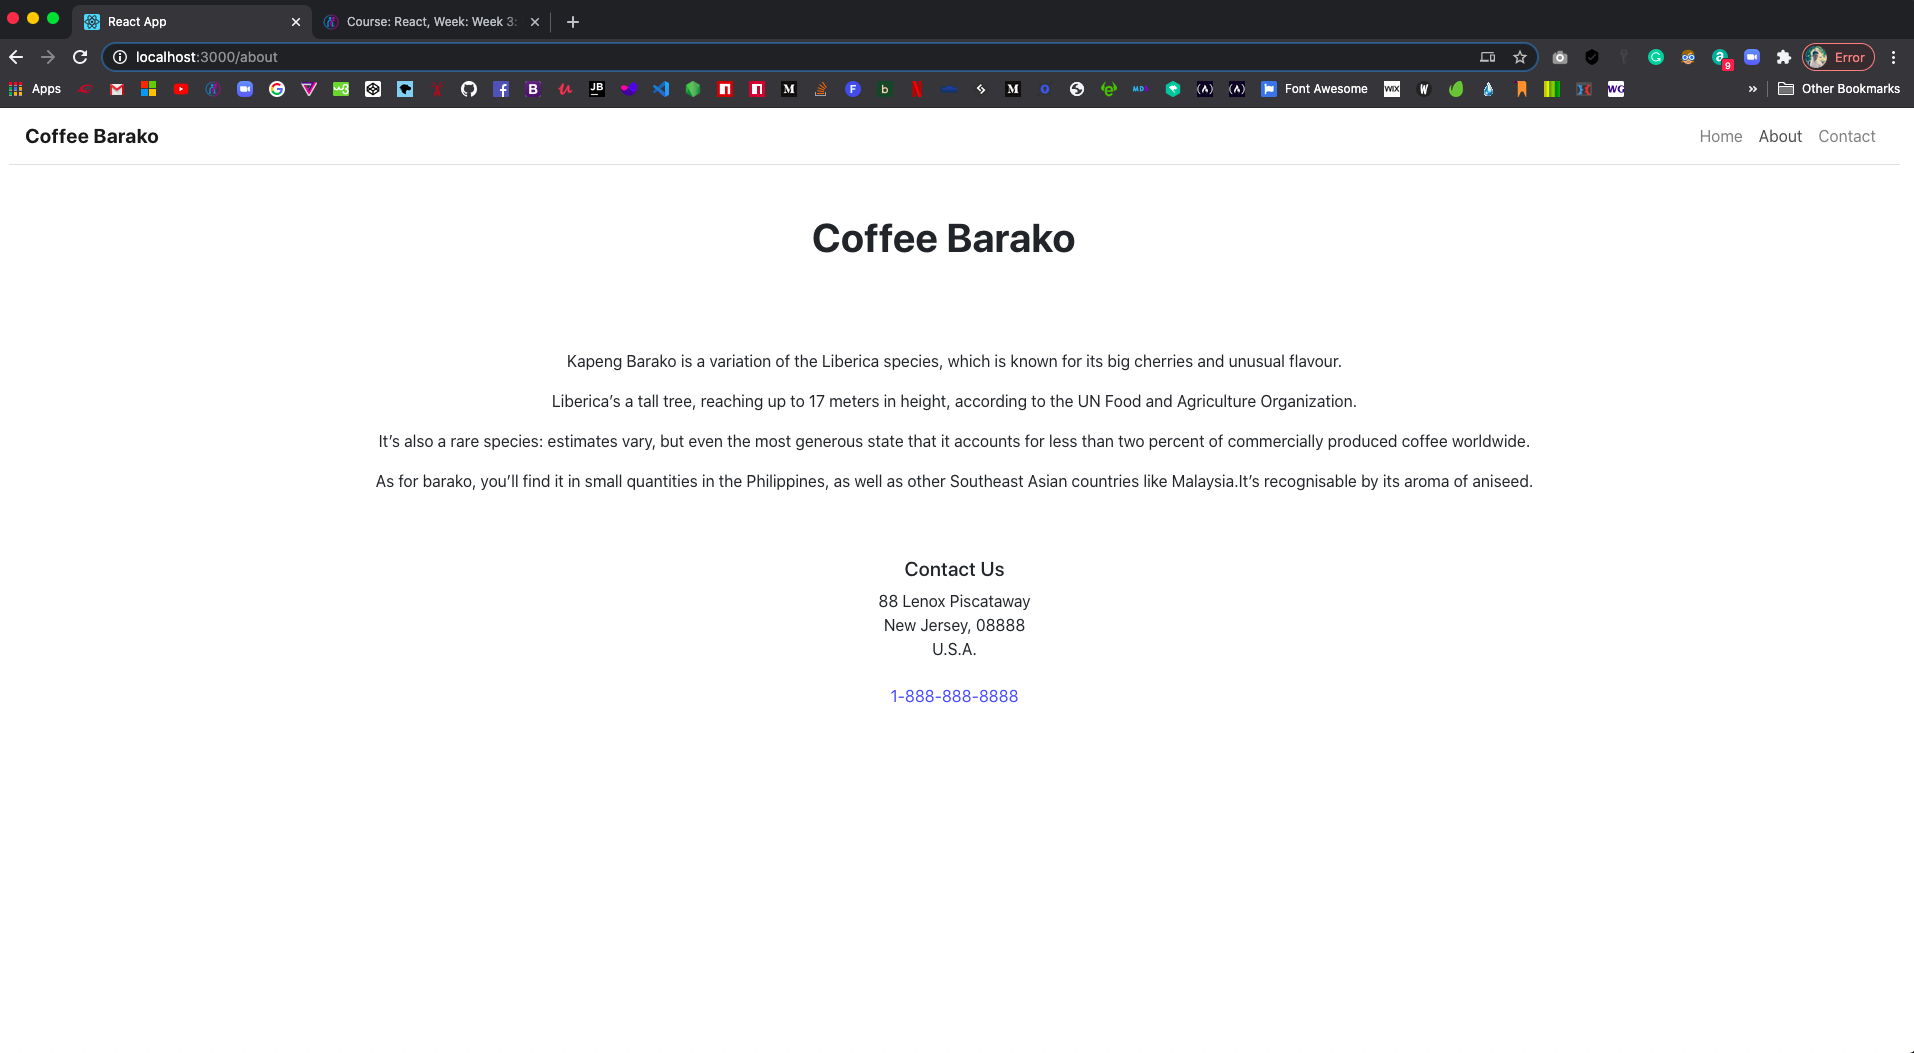 React App
Course: React, Week: Week 3:
localhost:3000/about
Error
Apps
Font Awesome
Other Bookmarks
Coffee Barako
Home About Contact
Coffee Barako
Kapeng Barako is a variation of the Liberica species, which is known for its big cherries and unusual flavour.
Liberica’s a tall tree, reaching up to 17 meters in height, according to the UN Food and Agriculture Organization.
It’s also a rare species: estimates vary, but even the most generous state that it accounts for less than two percent of commercially produced coffee worldwide.
As for barako, you’ll find it in small quantities in the Philippines, as well as other Southeast Asian countries like Malaysia.It’s recognisable by its aroma of aniseed.
Contact Us
88 Lenox Piscataway
New Jersey, 08888
U.S.A.
1-888-888-8888